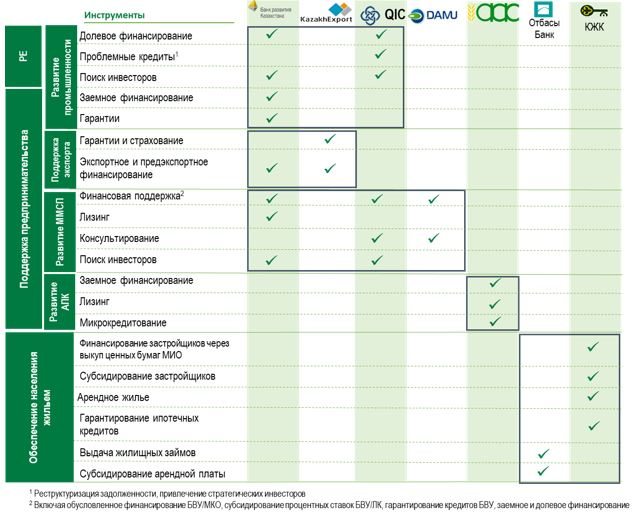 Инструменты
Банк развития
Казахстана
KazakhExport
QIC
DAMU
Отбасы
Банк
КЖК
PE
Поддержка предпринимательства
Обеспечение населения
жильем
Развитие
промышленности
Долевое финансирование
Проблемные кредиты¹
Поиск инвесторов
Заемное финансирование
Гарантии
Поддержка
экспорта
Гарантии и страхование
Экспортное и предэкспортное
финансирование
Развитие ММСП
Финансовая поддержка²
Лизинг
Консультирование
Поиск инвесторов
Развитие
АПК
Заемное финансирование
Лизинг
Микрокредитование
Финансирование застройщиков через
выкуп ценных бумаг МИО
Субсидирование застройщиков
Арендное жилье
Гарантирование ипотечных
кредитов
Выдача жилищных займов
Субсидирование арендной платы
¹ Реструктуризация задолженности, привлечение стратегических инвесторов
² Включая обусловленное финансирование БВУ/МКО, субсидирование процентных ставок БВУ/ЛК, гарантирование кредитов БВУ, заемное и долевое финансирование